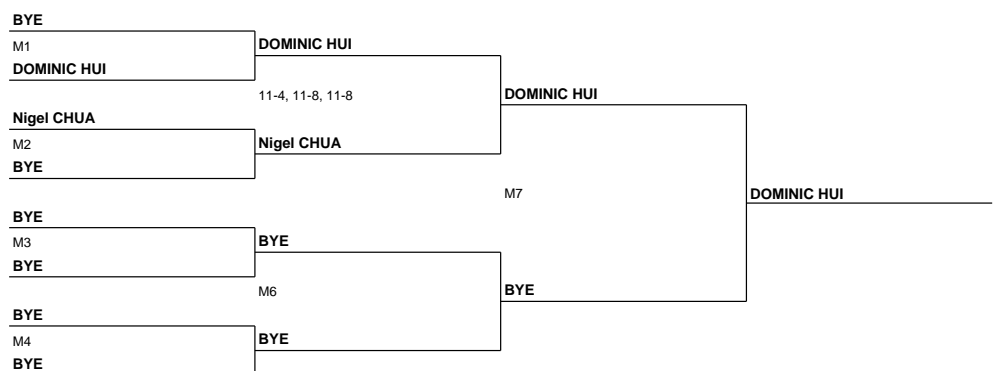 BYE
M1
DOMINIC HUI
DOMINIC HUI
11-4, 11-8, 11-8
DOMINIC HUI
Nigel CHUA
M2
Nigel CHUA
BYE
M7
DOMINIC HUI
BYE
M3
BYE
BYE
M6
BYE
BYE
M4
BYE
BYE